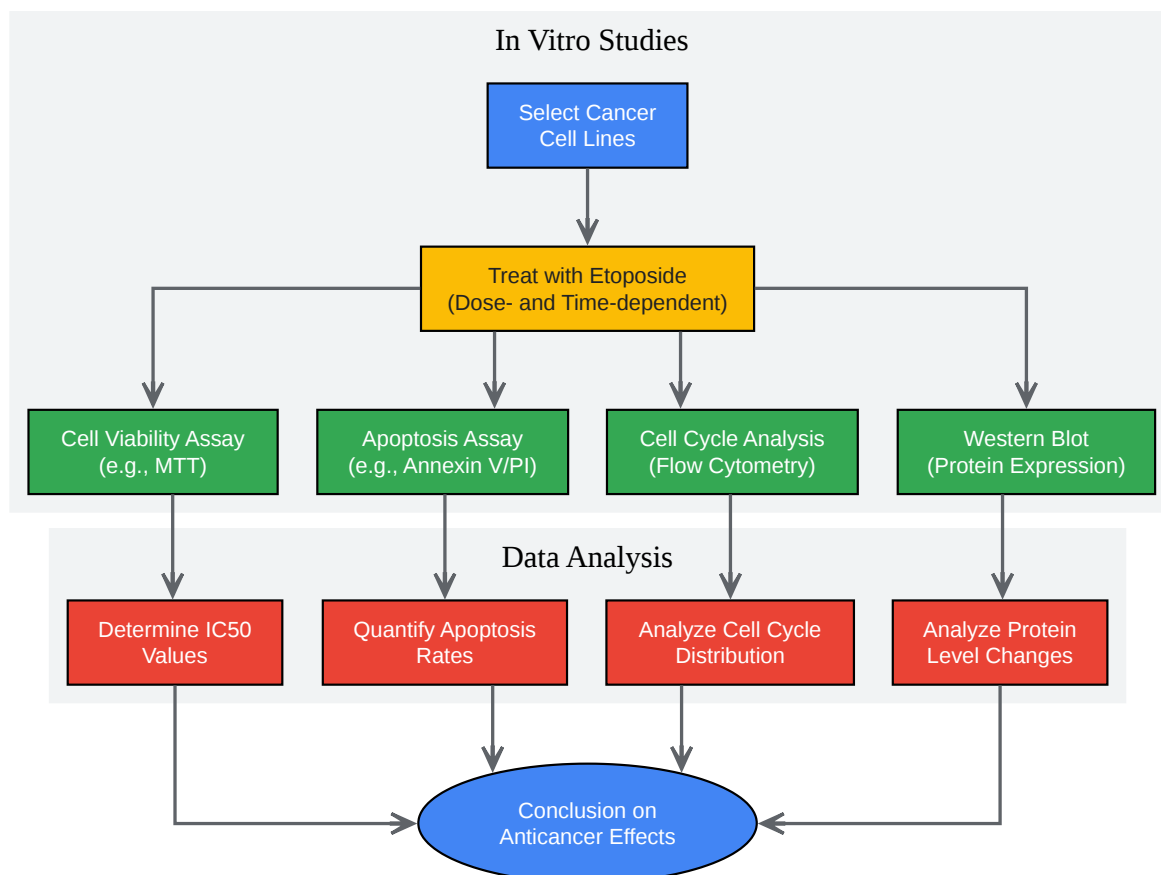 In Vitro Studies
Select Cancer
Cell Lines
Treat with Etoposide
(Dose- and Time-dependent)
Cell Viability Assay
(e.g., MTT)
Apoptosis Assay
(e.g., Annexin V/PI)
Cell Cycle Analysis
(Flow Cytometry)
Western Blot
(Protein Expression)
Data Analysis
Determine IC50
Values
Quantify Apoptosis
Rates
Analyze Cell Cycle
Distribution
Analyze Protein
Level Changes
Conclusion on
Anticancer Effects